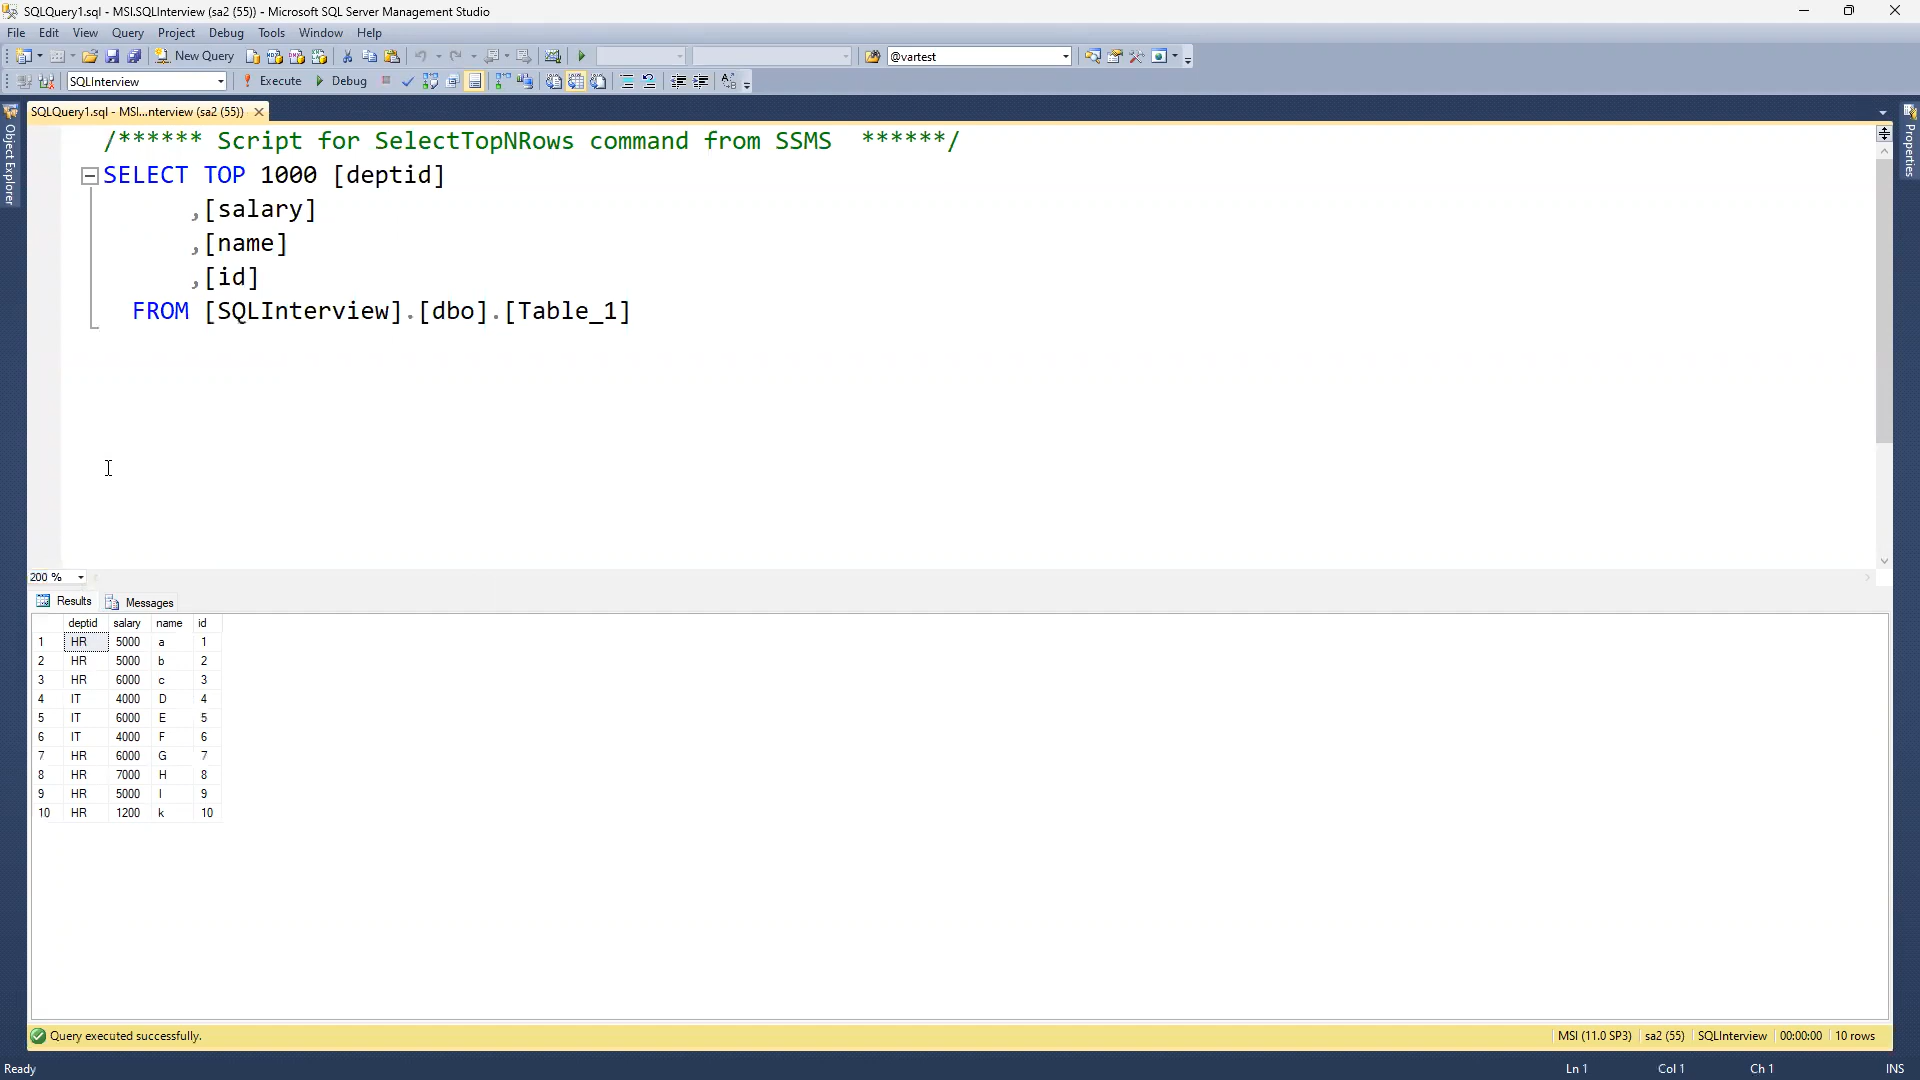 SQLQuery1.sql - MSI.SQLInterview (sa2 (55)) - Microsoft SQL Server Management Studio
File Edit View Query Project Debug Tools Window Help
New Query @vartest
SQLInterview Execute Debug
SQLQuery1.sql - MSI...nterview (sa2 (55))
Object Explorer
Properties
/****** Script for SelectTopNRows command from SSMS  ******/
SELECT TOP 1000 [deptid]
,[salary]
,[name]
,[id]
FROM [SQLInterview].[dbo].[Table_1]
200 %
Results Messages
deptid salary name id
1 HR 5000 a 1
2 HR 5000 b 2
3 HR 6000 c 3
4 IT 4000 D 4
5 IT 6000 E 5
6 IT 4000 F 6
7 HR 6000 G 7
8 HR 7000 H 8
9 HR 5000 I 9
10 HR 1200 k 10
Query executed successfully. MSI (11.0 SP3) sa2 (55) SQLInterview 00:00:00 10 rows
Ready Ln 1 Col 1 Ch 1 INS